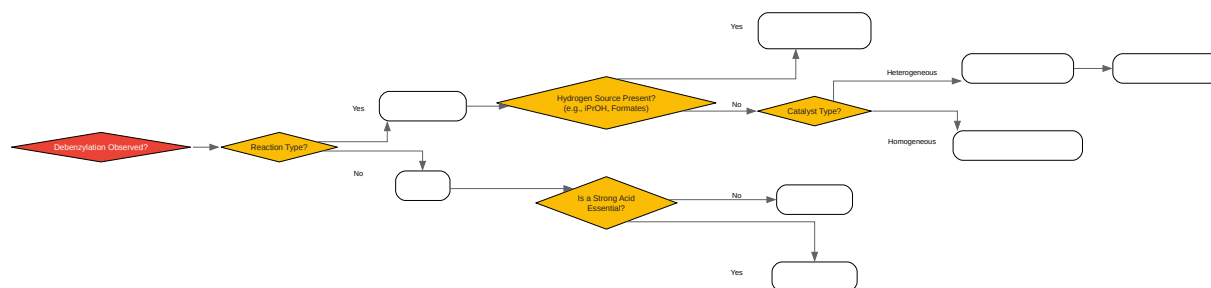 Yes
Heterogeneous
Hydrogen Source Present?
(e.g., iPrOH, Formates)
Yes
No
Catalyst Type?
Debenzylation Observed?
Reaction Type?
Homogeneous
No
Is a Strong Acid
Essential?
No
Yes